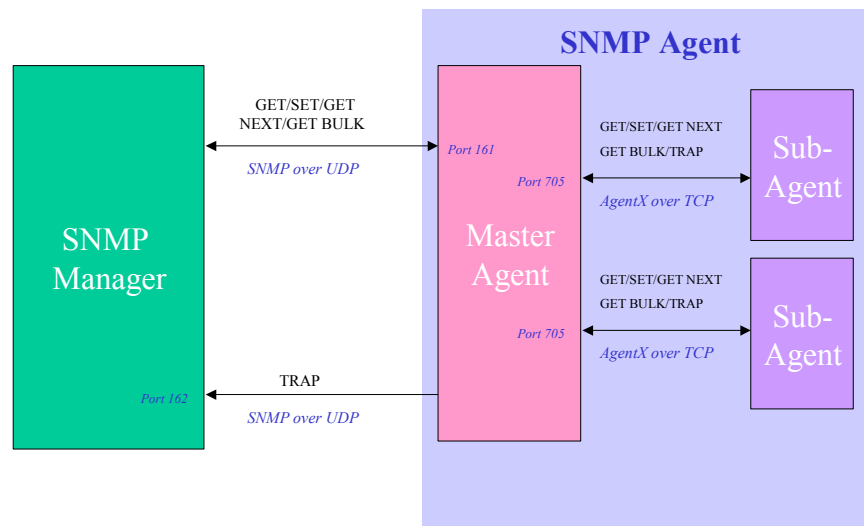 SNMP Agent
SNMP
Manager
GET/SET/GET
NEXT/GET BULK
SNMP over UDP
Port 161
Port 705
Master
Agent
Port 705
GET/SET/GET NEXT
GET BULK/TRAP
AgentX over TCP
Sub-
Agent
GET/SET/GET NEXT
GET BULK/TRAP
AgentX over TCP
Sub-
Agent
Port 162
TRAP
SNMP over UDP